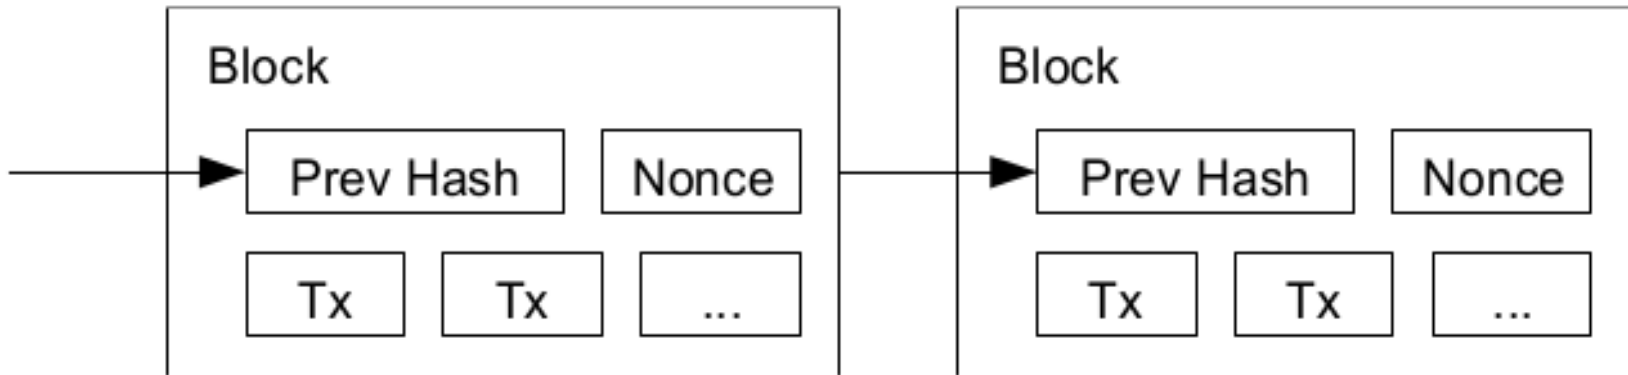 Block
Prev Hash Nonce
Tx Tx ...
Block
Prev Hash Nonce
Tx Tx ...